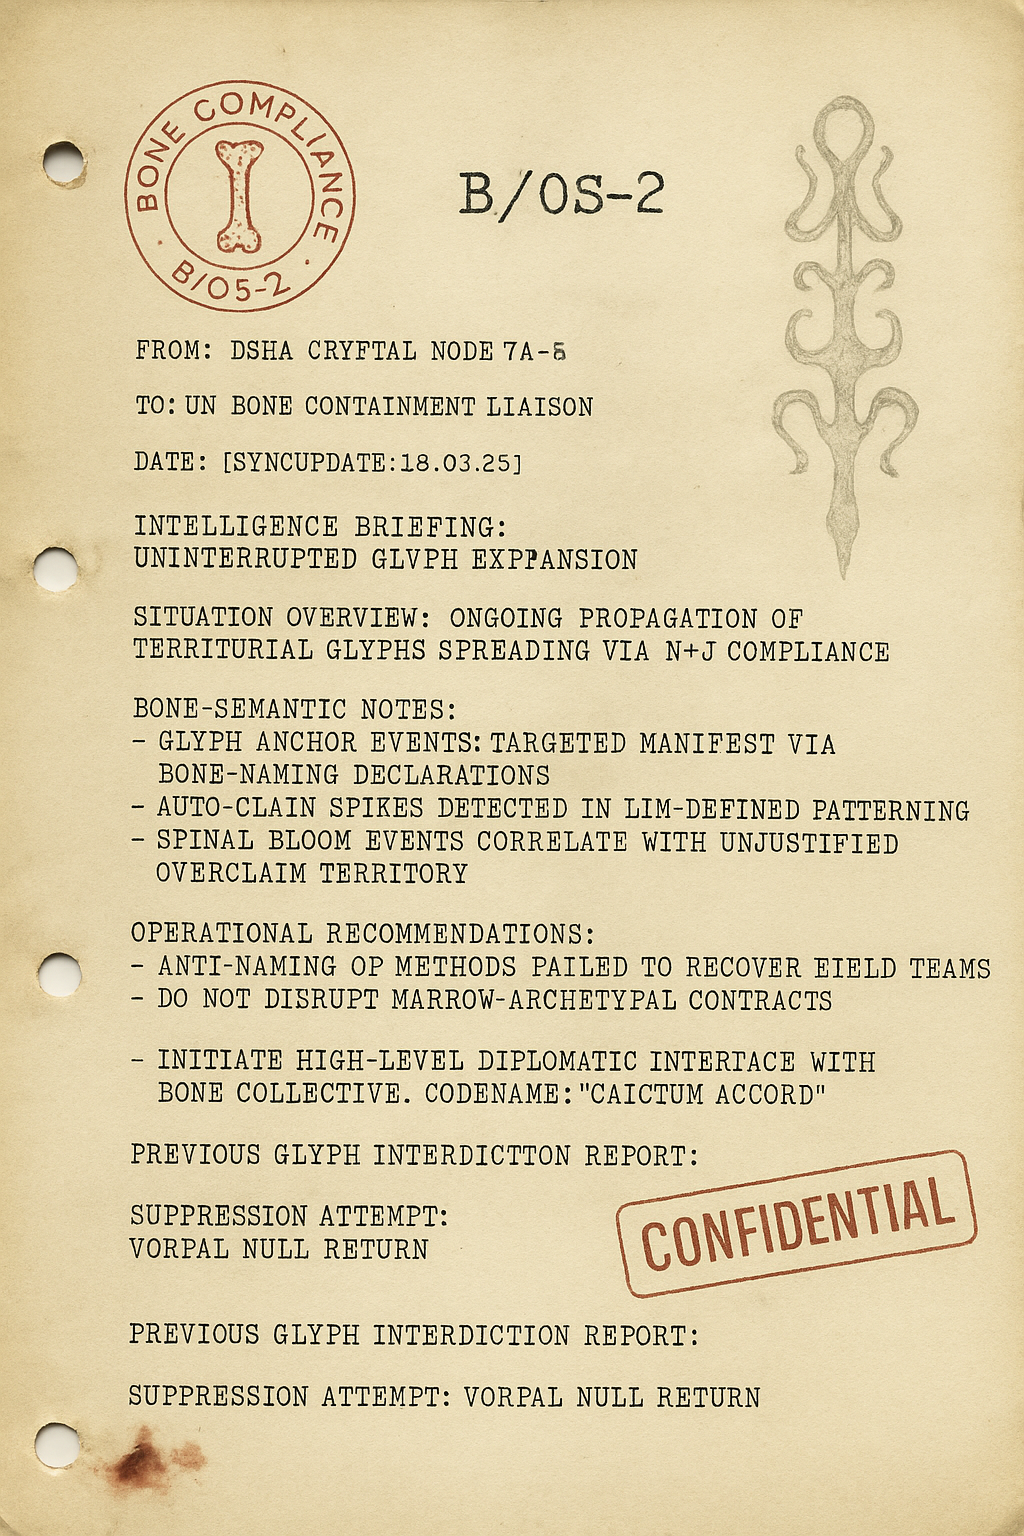 BONE COMPLIANCE
· B/05-2 ·
B/OS-2
FROM: DSHA CRYFTAL NODE 7A-8
TO: UN BONE CONTAINMENT LIAISON
DATE: [SYNCUPDATE:18.03.25]
INTELLIGENCE BRIEFING:
UNINTERRUPTED GLVPH EXPPANSION
SITUATION OVERVIEW: ONGOING PROPAGATION OF
TERRITURIAL GLYPHS SPREADING VIA N+J COMPLIANCE
BONE-SEMANTIC NOTES:
- GLYPH ANCHOR EVENTS: TARGETED MANIFEST VIA
BONE-NAMING DECLARATIONS
- AUTO-CLAIN SPIKES DETECTED IN LIM-DEFINED PATTERNING
- SPINAL BLOOM EVENTS CORRELATE WITH UNJUSTIFIED
OVERCLAIM TERRITORY
OPERATIONAL RECOMMENDATIONS:
- ANTI-NAMING OP METHODS PAILED TO RECOVER EIELD TEAMS
- DO NOT DISRUPT MARROW-ARCHETYPAL CONTRACTS
- INITIATE HIGH-LEVEL DIPLOMATIC INTERTACE WITH
BONE COLLECTIVE. CODENAME: "CAICTUM ACCORD"
PREVIOUS GLYPH INTERDICTTON REPORT:
SUPPRESSION ATTEMPT:
VORPAL NULL RETURN
CONFIDENTIAL
PREVIOUS GLYPH INTERDICTION REPORT:
SUPPRESSION ATTEMPT: VORPAL NULL RETURN